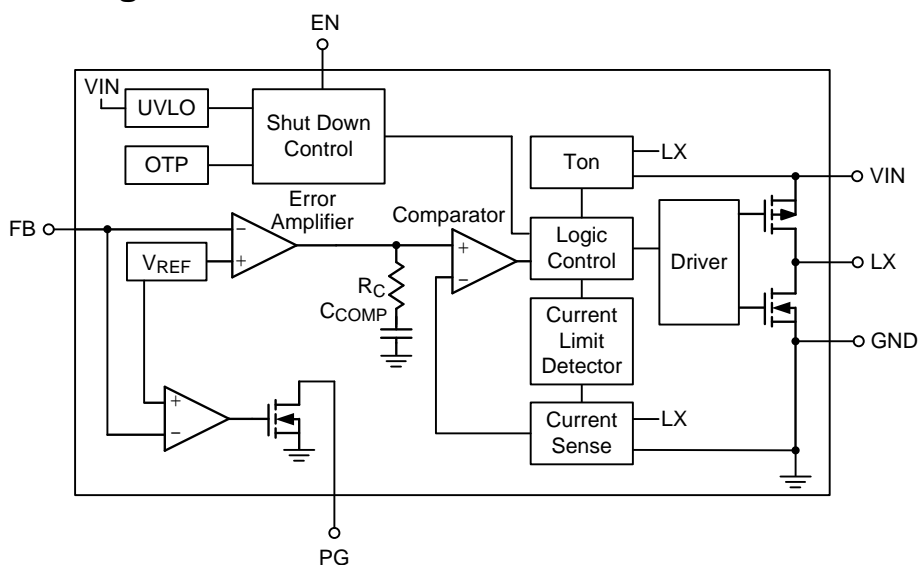 EN
VIN
UVLO
OTP
Shut Down
Control
Ton
LX
VIN
FB
Error
Amplifier
−
+
VREF
Comparator
+
−
Logic
Control
Driver
LX
RC
CCOMP
Current
Limit
Detector
GND
+
−
Current
Sense
LX
PG